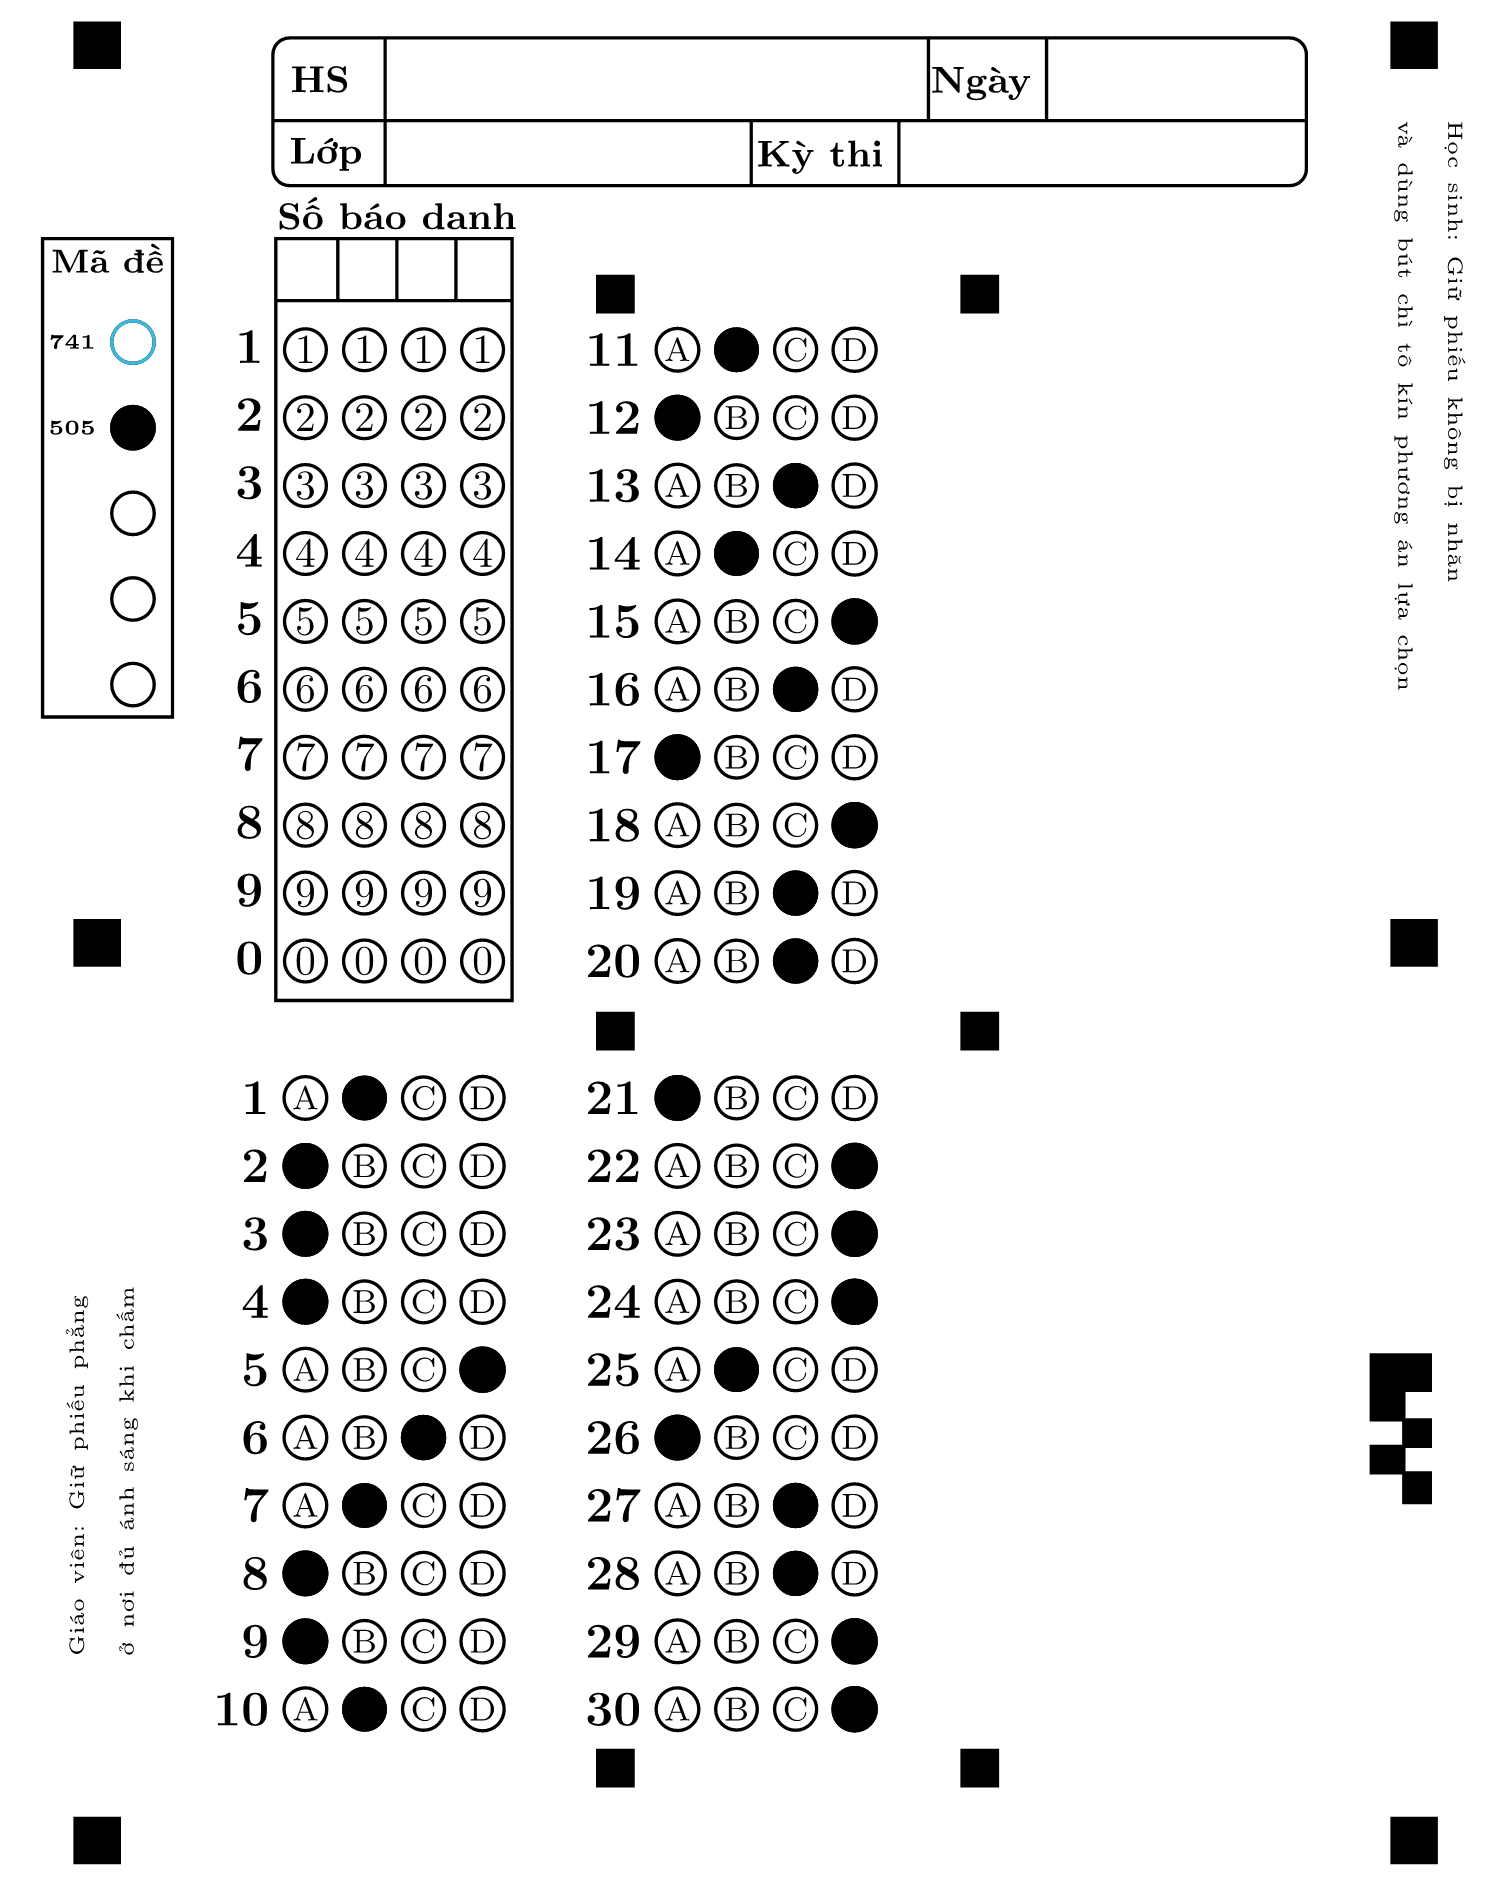 HS
Ngày
Lớp
Kỳ thi
Số báo danh
Mã đề
741
505
1 1 1 1 1
2 2 2 2 2
3 3 3 3 3
4 4 4 4 4
5 5 5 5 5
6 6 6 6 6
7 7 7 7 7
8 8 8 8 8
9 9 9 9 9
0 0 0 0 0
11 A C D
12 B C D
13 A B D
14 A C D
15 A B C
16 A B D
17 B C D
18 A B C
19 A B D
20 A B D
1 A C D
2 B C D
3 B C D
4 B C D
5 A B C
6 A B D
7 A C D
8 B C D
9 B C D
10 A C D
21 B C D
22 A B C
23 A B C
24 A B C
25 A C D
26 B C D
27 A B D
28 A B D
29 A B C
30 A B C
Học sinh: Giữ phiếu không bị nhăn
và dùng bút chì tô kín phương án lựa chọn
Giáo viên: Giữ phiếu phẳng
ở nơi đủ ánh sáng khi chấm